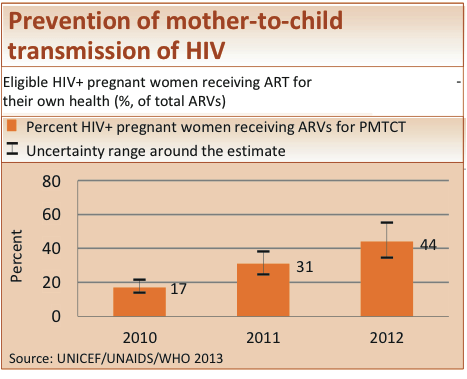 Prevention of mother-to-child
transmission of HIV
Eligible HIV+ pregnant women receiving ART for -
their own health (%, of total ARVs)
Percent HIV+ pregnant women receiving ARVs for PMTCT
Uncertainty range around the estimate
80
60
40
20
0
Percent
17
31
44
2010 2011 2012
Source: UNICEF/UNAIDS/WHO 2013